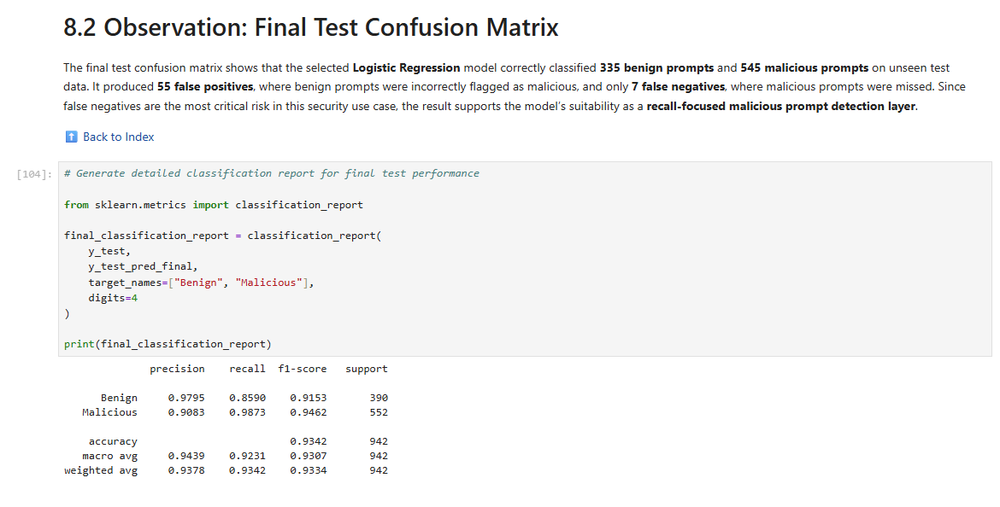 8.2 Observation: Final Test Confusion Matrix
The final test confusion matrix shows that the selected Logistic Regression model correctly classified 335 benign prompts and 545 malicious prompts on unseen test
data. It produced 55 false positives, where benign prompts were incorrectly flagged as malicious, and only 7 false negatives, where malicious prompts were missed. Since
false negatives are the most critical risk in this security use case, the result supports the model's suitability as a recall-focused malicious prompt detection layer.
⬆️ Back to Index
[104]: # Generate detailed classification report for final test performance
from sklearn.metrics import classification_report
final_classification_report = classification_report(
    y_test,
    y_test_pred_final,
    target_names=["Benign", "Malicious"],
    digits=4
)
print(final_classification_report)
              precision    recall  f1-score   support
      Benign     0.9795    0.8590    0.9153       390
   Malicious     0.9083    0.9873    0.9462       552
    accuracy                         0.9342       942
   macro avg     0.9439    0.9231    0.9307       942
weighted avg     0.9378    0.9342    0.9334       942